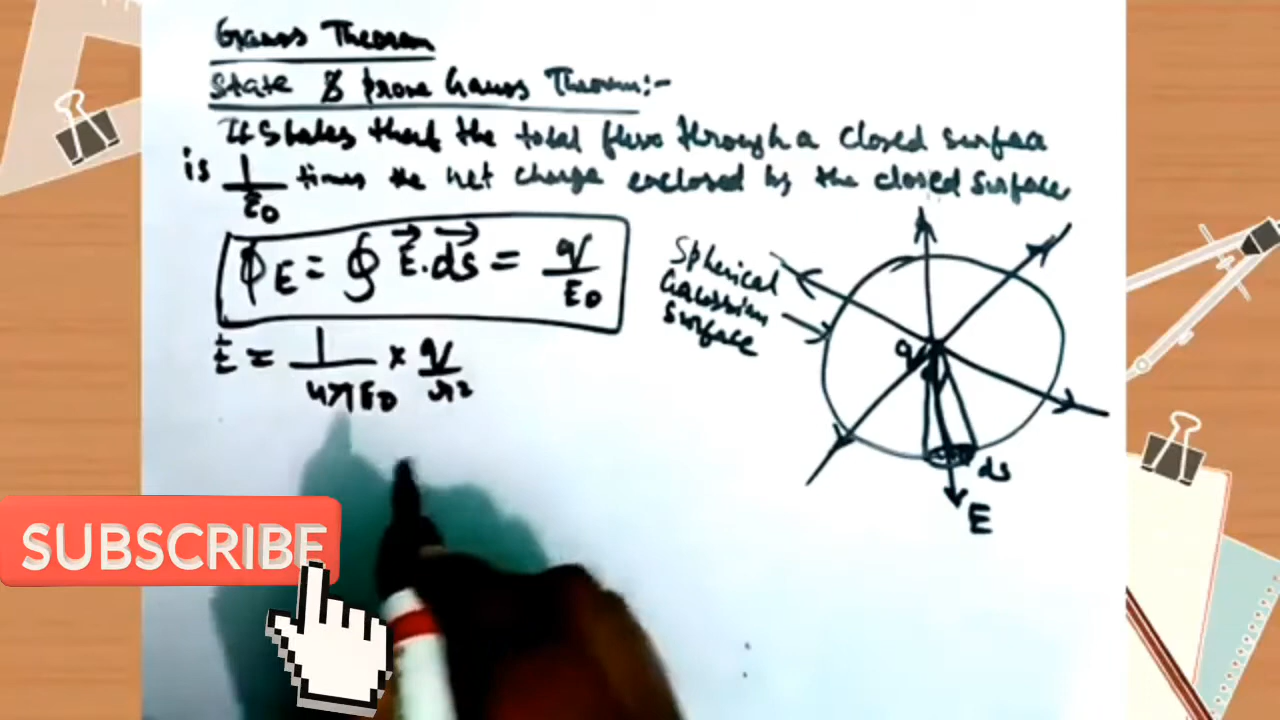 Gauss Theorem
State & prove Gauss Theorem:-
It States that the total flux through a closed surface
is 1/ε0 times the net charge enclosed by the closed surface
ϕE = ∮ E⃗.ds⃗ = q/ε0
E = 1/4πε0 × q/r2
Spherical
Gaussian
Surface
q
ds
E
SUBSCRIBE